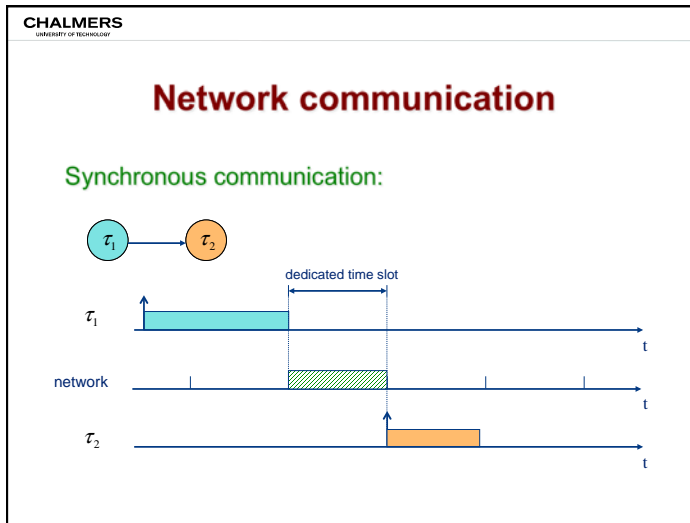 CHALMERS
UNIVERSITY OF TECHNOLOGY
Network communication
Synchronous communication:
τ₁
τ₂
dedicated time slot
τ₁
t
network
t
τ₂
t